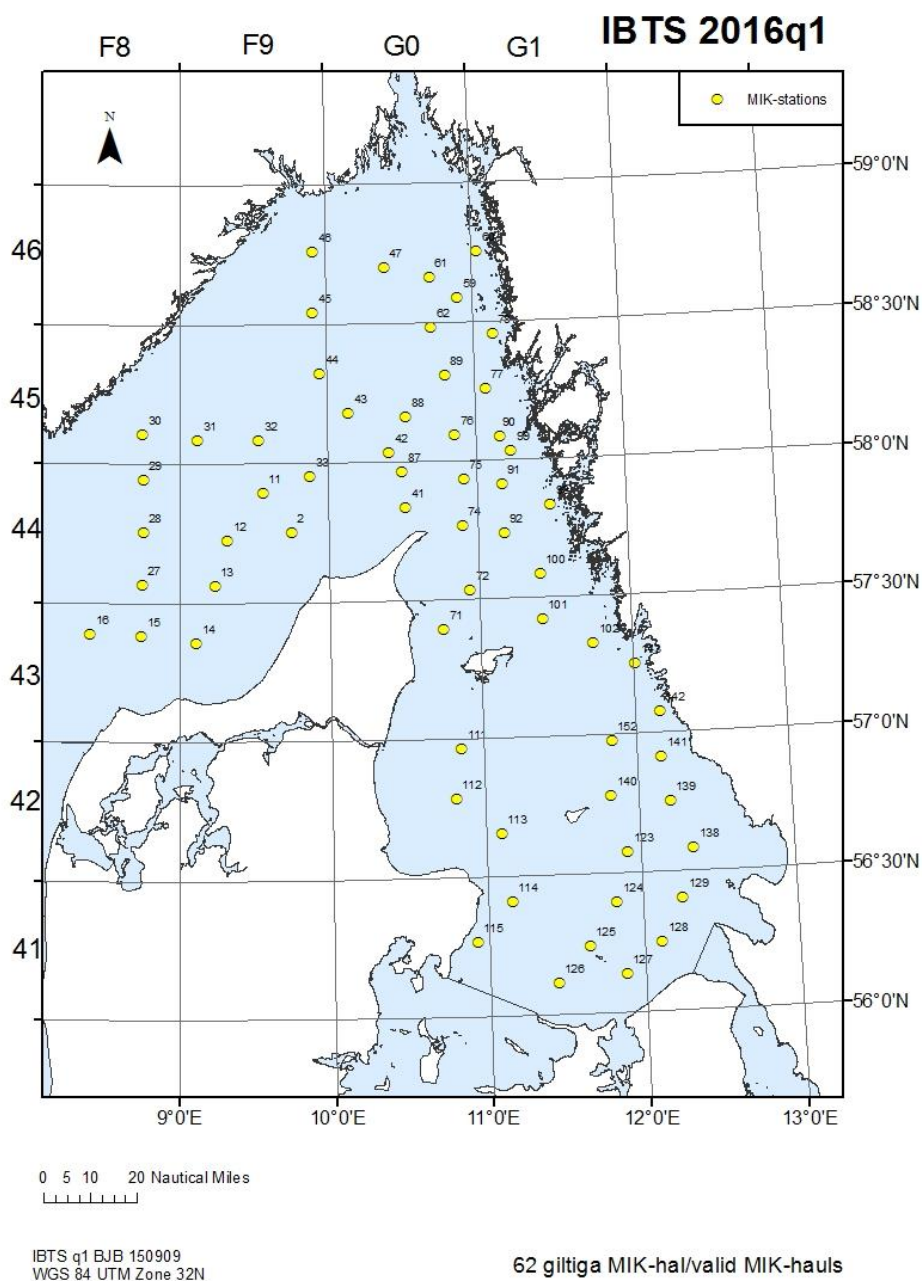 IBTS 2016q1
F8 F9 G0 G1
MIK-stations
N
59°0'N
46
46 47 61
59
58°30'N
45 62
44 89 77
45
43 88
30 31 32 76 90
42 99
58°0'N
29 33 87 75 91
11
41
44
28 12 2 74 92
27 13 72 100
57°30'N
16 15 14 71 101
102
43
142
57°0'N
111 152 141
42
112 140 139
113 123 138
56°30'N
114 124 129
41
115 125 128
126 127
56°0'N
9°0'E 10°0'E 11°0'E 12°0'E 13°0'E
0 5 10 20 Nautical Miles
IBTS q1 BJB 150909
WGS 84 UTM Zone 32N
62 giltiga MIK-hal/valid MIK-hauls